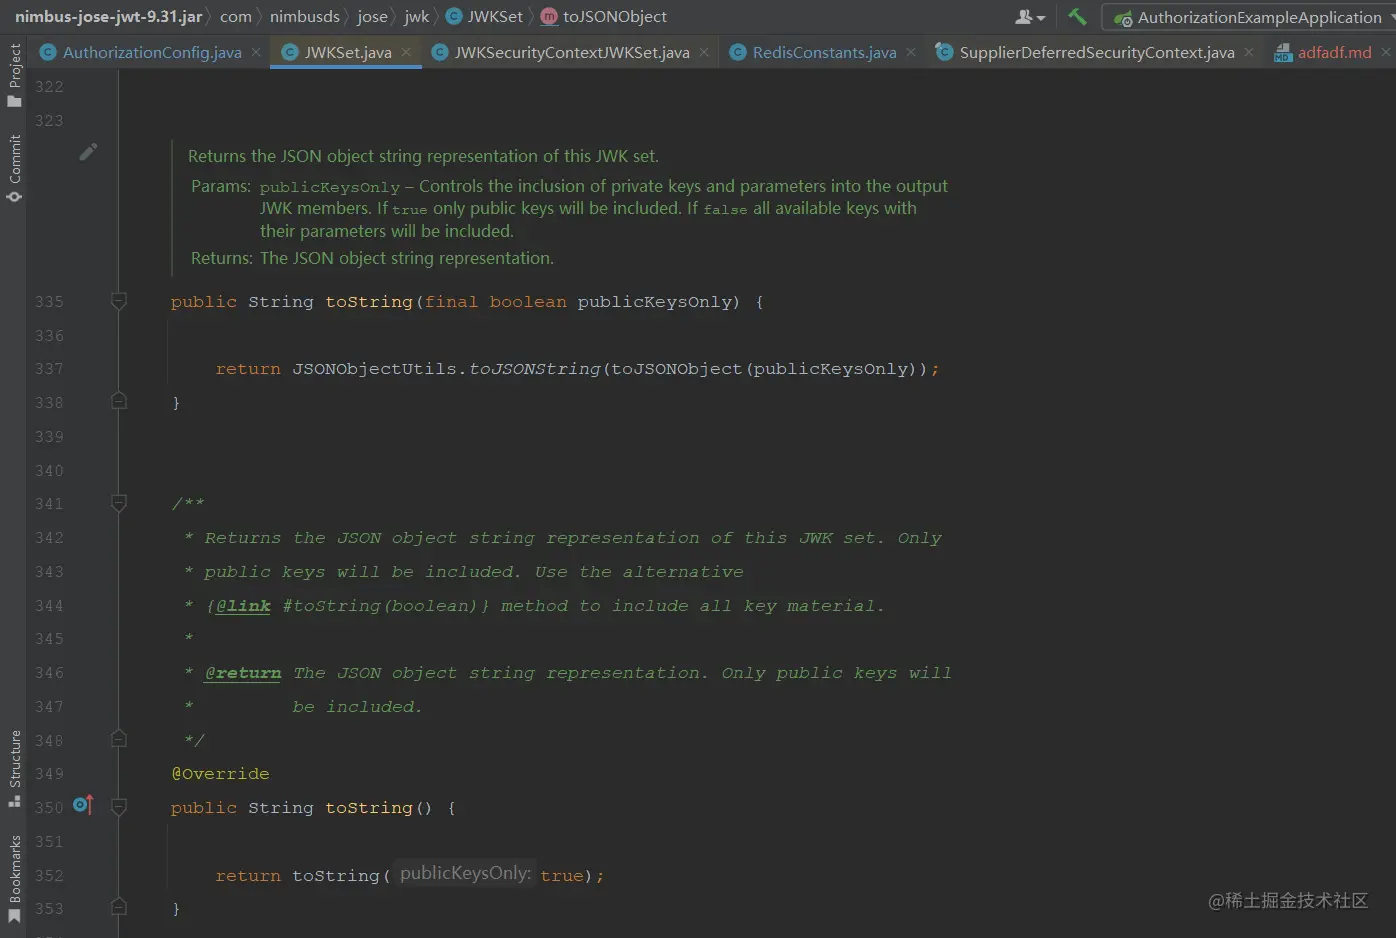 nimbus-jose-jwt-9.31.jar com nimbusds jose jwk JWKSet toJSONObject AuthorizationExampleApplication
AuthorizationConfig.java JWKSet.java JWKSecurityContextJWKSet.java RedisConstants.java SupplierDeferredSecurityContext.java adfadf.md
Project
Commit
Structure
Bookmarks
322
323
Returns the JSON object string representation of this JWK set.
Params: publicKeysOnly – Controls the inclusion of private keys and parameters into the output
JWK members. If true only public keys will be included. If false all available keys with
their parameters will be included.
Returns: The JSON object string representation.
335 public String toString(final boolean publicKeysOnly) {
336
337 return JSONObjectUtils.toJSONString(toJSONObject(publicKeysOnly));
338 }
339
340
341 /**
342 * Returns the JSON object string representation of this JWK set. Only
343 * public keys will be included. Use the alternative
344 * {@link #toString(boolean)} method to include all key material.
345 *
346 * @return The JSON object string representation. Only public keys will
347 * be included.
348 */
349 @Override
350 public String toString() {
351
352 return toString( publicKeysOnly: true);
353 }
@稀土掘金技术社区